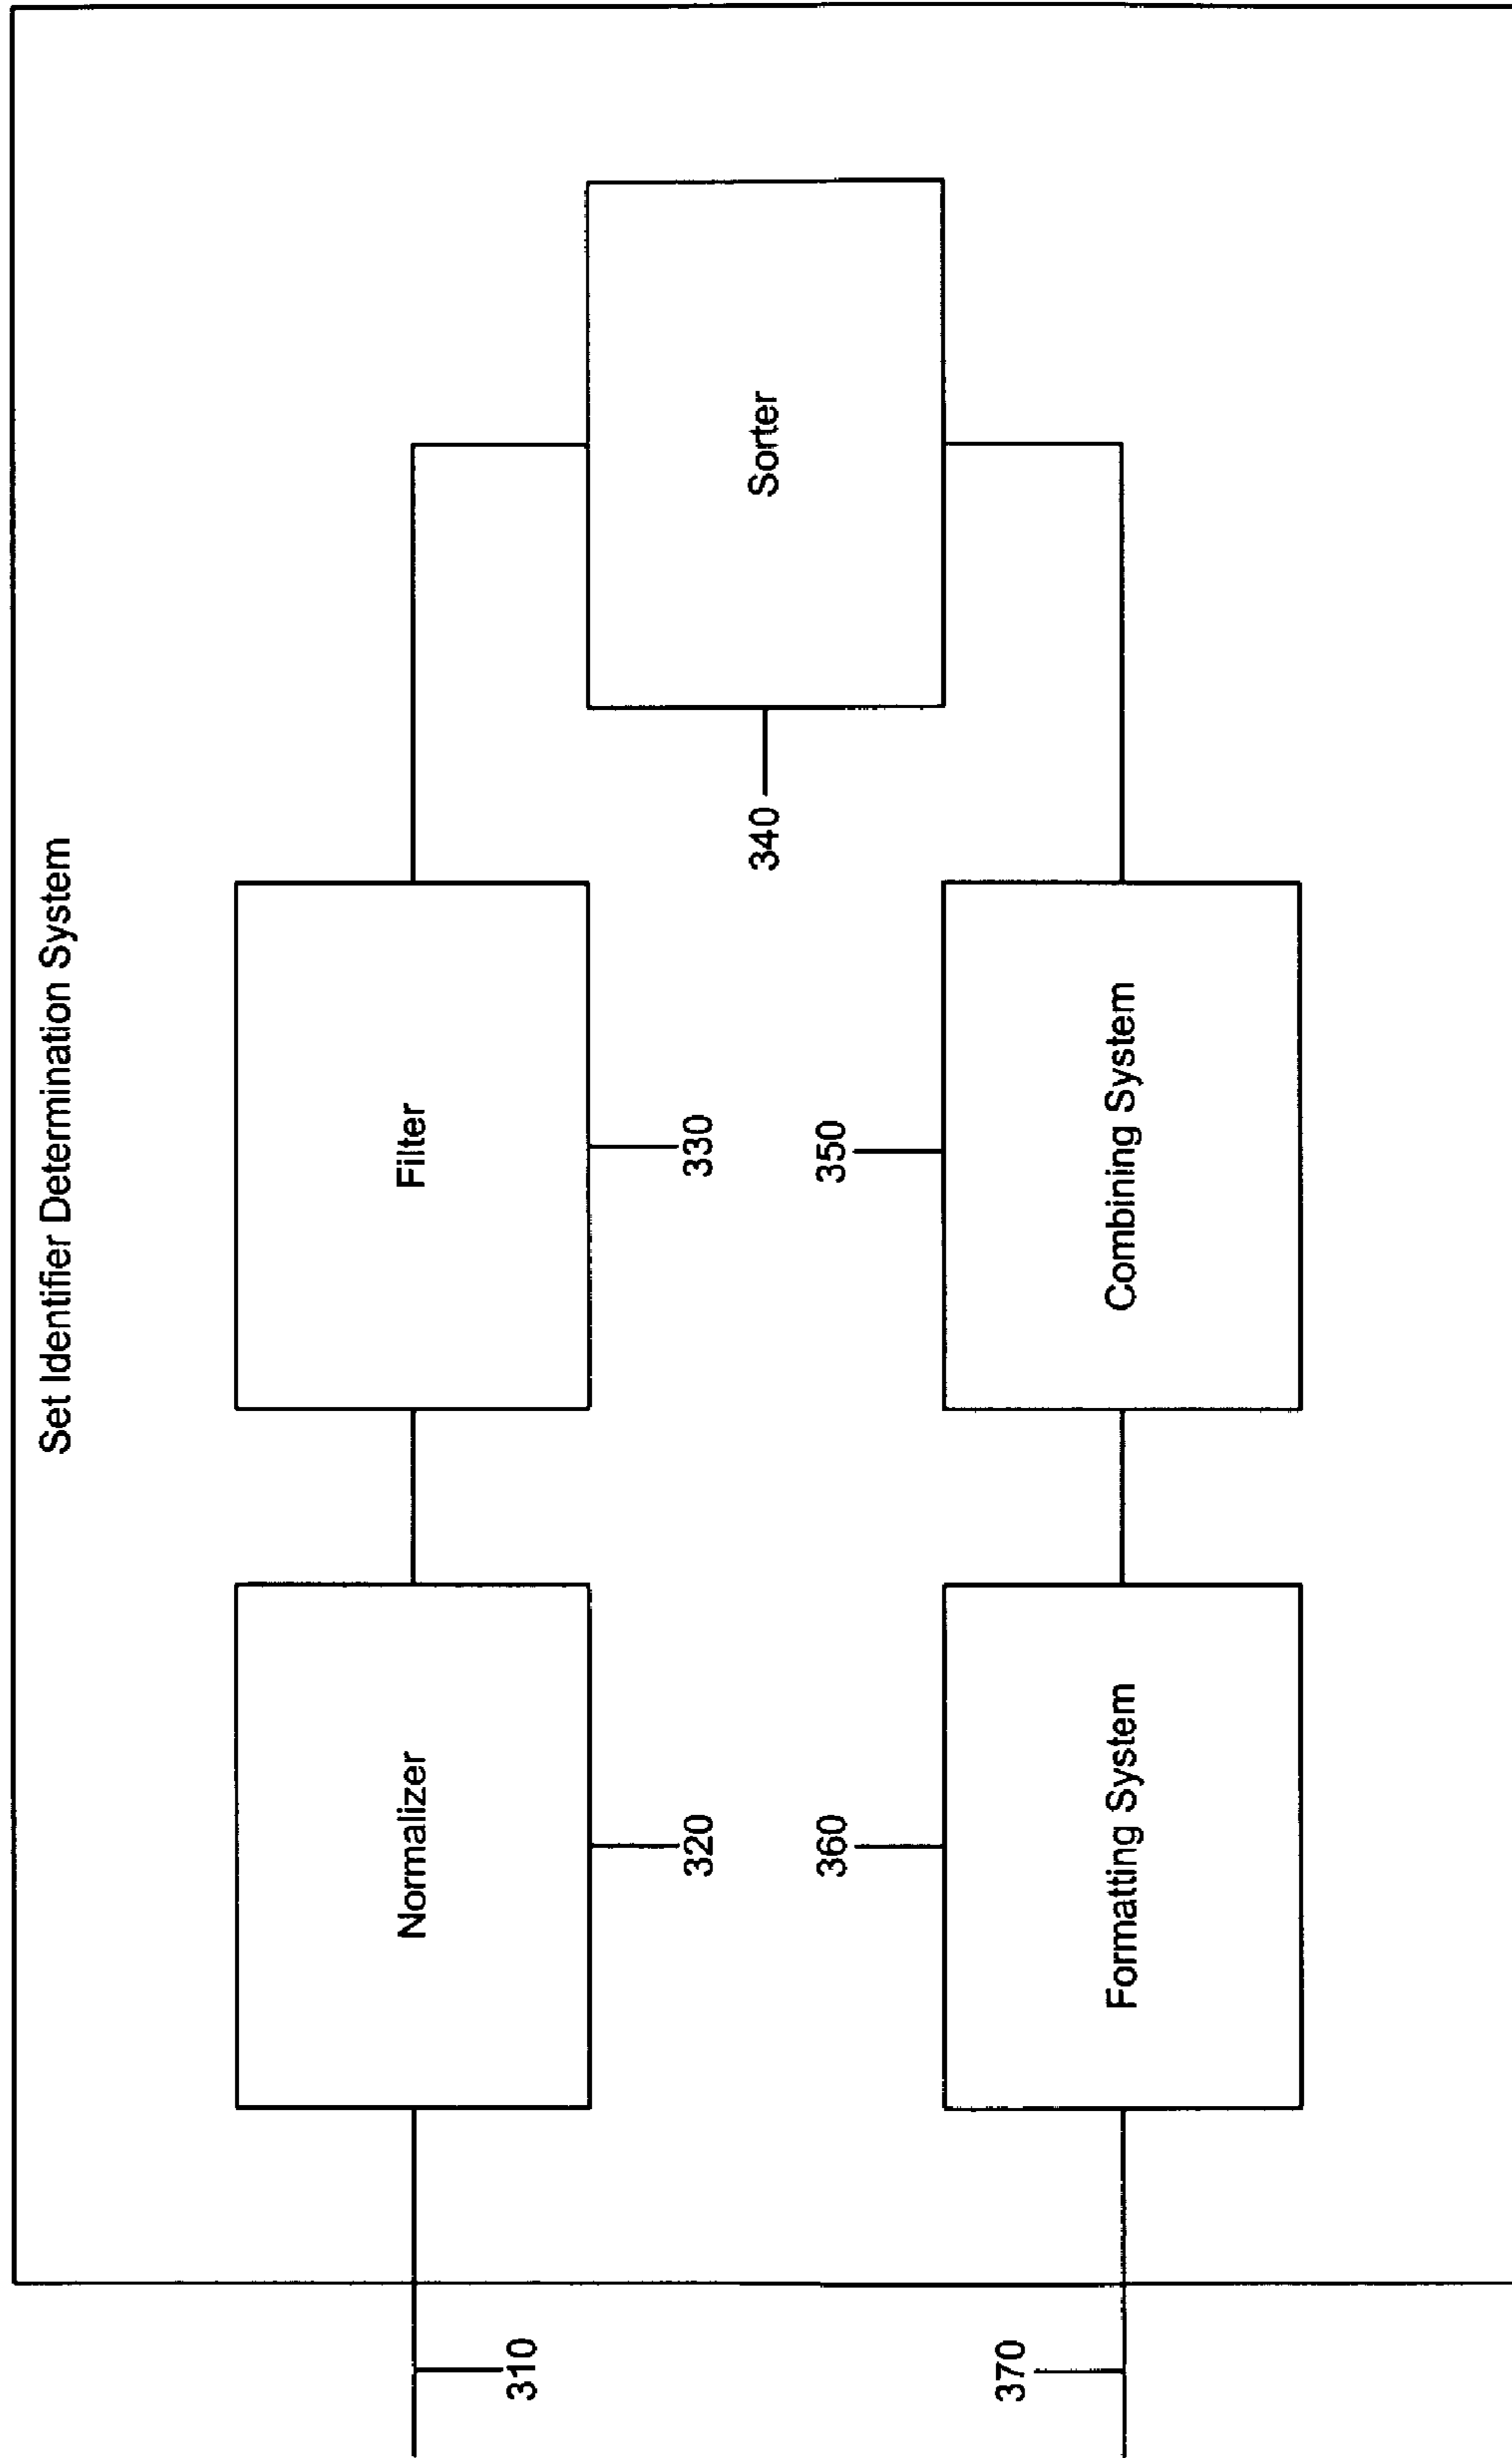 Set Identifier Determination System
310
Normalizer
320
Filter
330
Sorter
340
350
Combining System
360
Formatting System
370